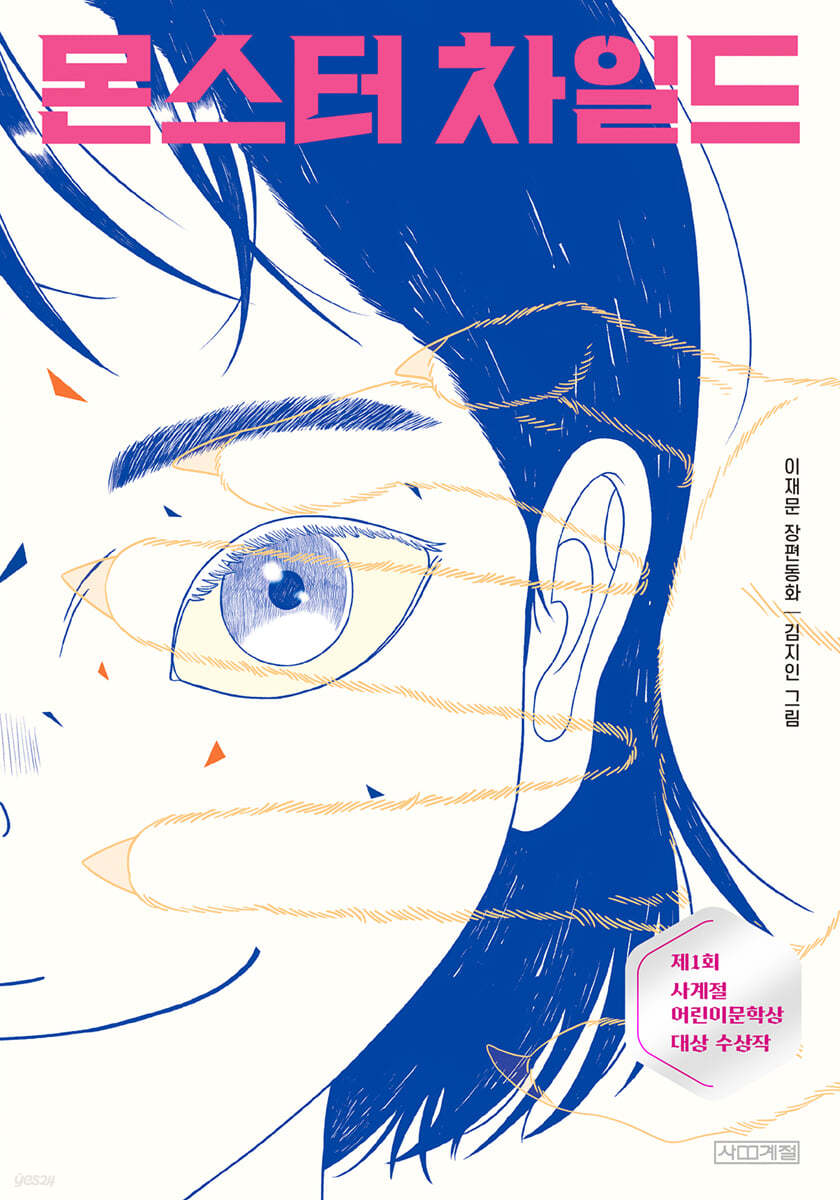 몬스터 차일드
이재문 장편동화 | 김지인 그림
제1회
사계절
어린이문학상
대상 수상작
사계절
yes24